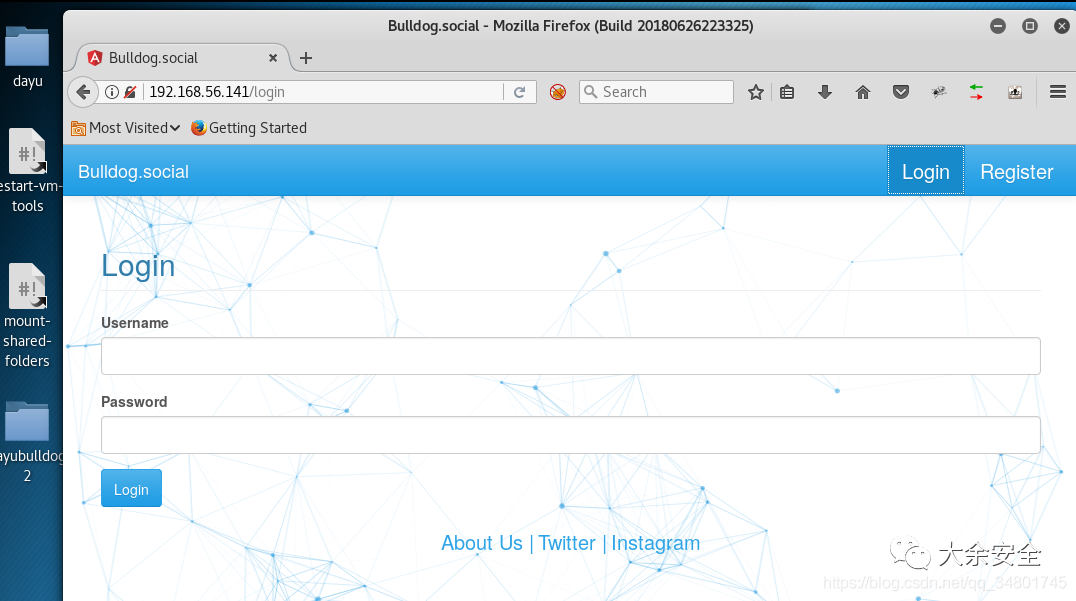 Bulldog.social - Mozilla Firefox (Build 20180626223325)
dayu
Bulldog.social
192.168.56.141/login
Search
Most Visited
Getting Started
#!
estart-vm-
tools
Bulldog.social
Login
Register
Login
#!
mount-
shared-
folders
Username
Password
ayubulldog
2
Login
About Us | Twitter | Instagram
大余安全
https://blog.csdn.net/qq_34801745